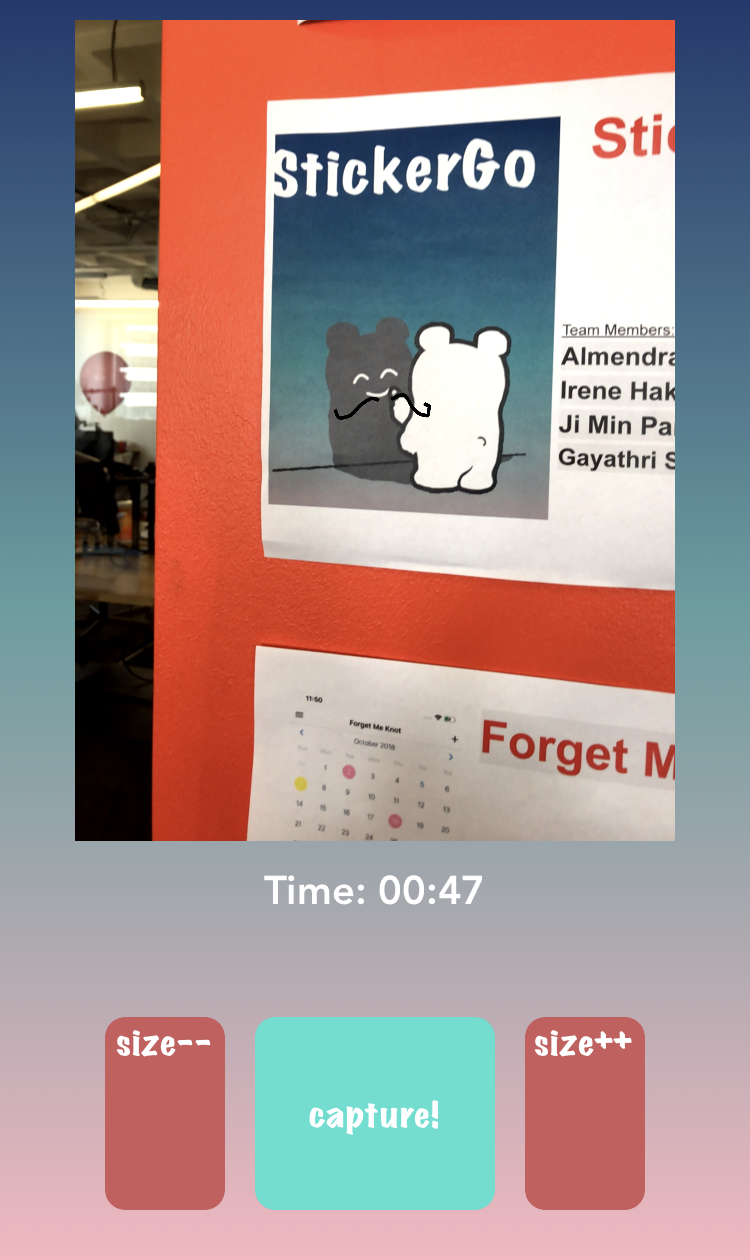 StickerGo
Stic
Team Members:
Almendra
Irene Hak
Ji Min Pa
Gayathri S
11:50
Forget Me Knot
October 2018
Forget M
1 2 3 4 5 6
8 9 10 11 12 13
14 15 16 17 18 19 20
21 22 23 24
Time: 00:47
size--
capture!
size++